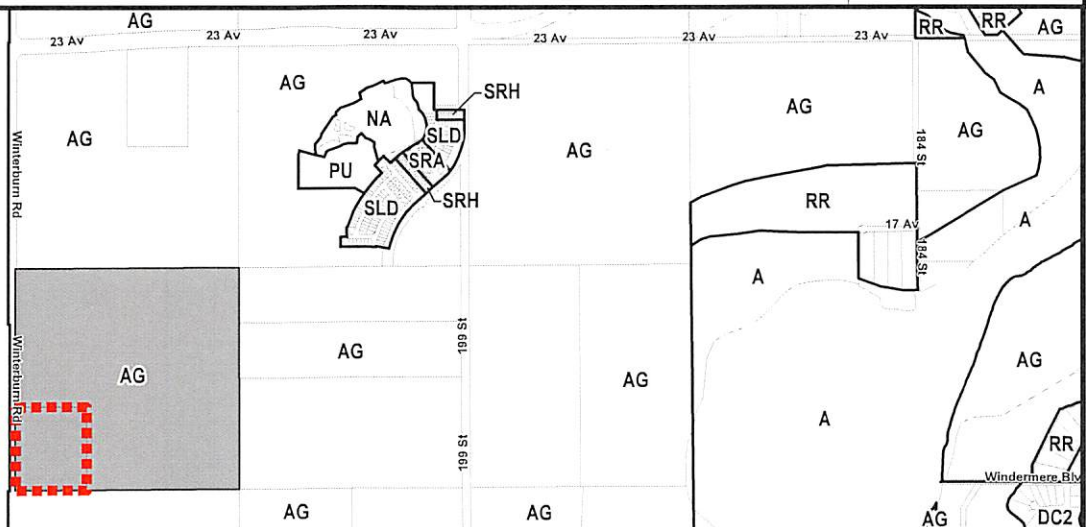 AG
RR
RR
AG
23 Av
23 Av
23 Av
23 Av
23 Av
23 Av
AG
A
SRH
NA
AG
AG
SLD
AG
AG
Winterburn Rd
184 St
SRA
PU
SRH
RR
SLD
17 Av
A
184 St
A
199 St
AG
AG
Winterburn Rd
AG
AG
A
RR
199 St
Windermere Blv
AG
AG
AG
DC2